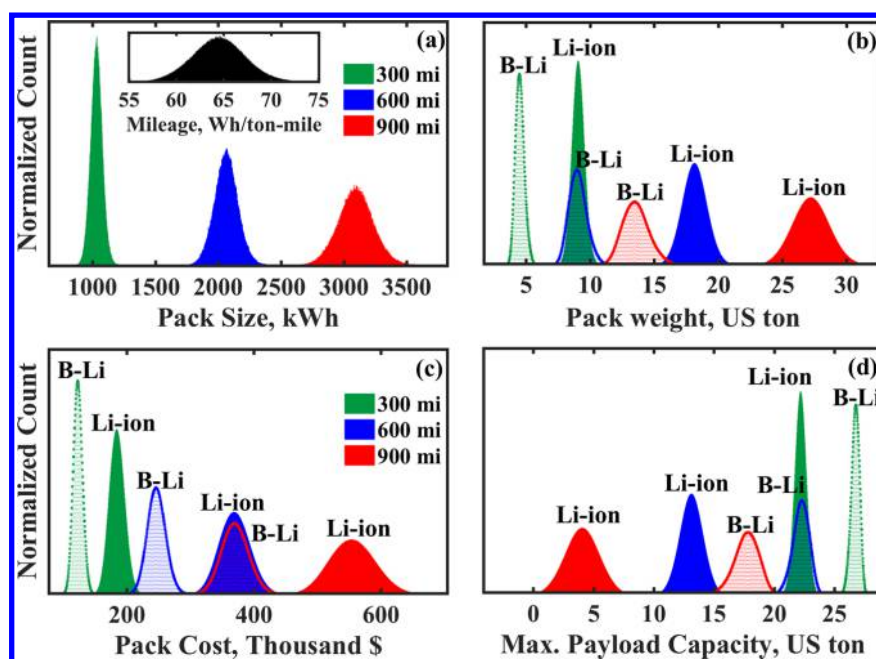 (a)
Normalized Count
55 60 65 70 75
Mileage, Wh/ton-mile
300 mi
600 mi
900 mi
1000 1500 2000 2500 3000 3500
Pack Size, kWh
(b)
B-Li
Li-ion
B-Li
B-Li
Li-ion
Li-ion
5 10 15 20 25 30
Pack weight, US ton
(c)
Normalized Count
B-Li
Li-ion
B-Li
Li-ion
B-Li
Li-ion
300 mi
600 mi
900 mi
200 400 600
Pack Cost, Thousand $
(d)
Li-ion
Li-ion
B-Li
Li-ion
B-Li
B-Li
0 5 10 15 20 25
Max. Payload Capacity, US ton